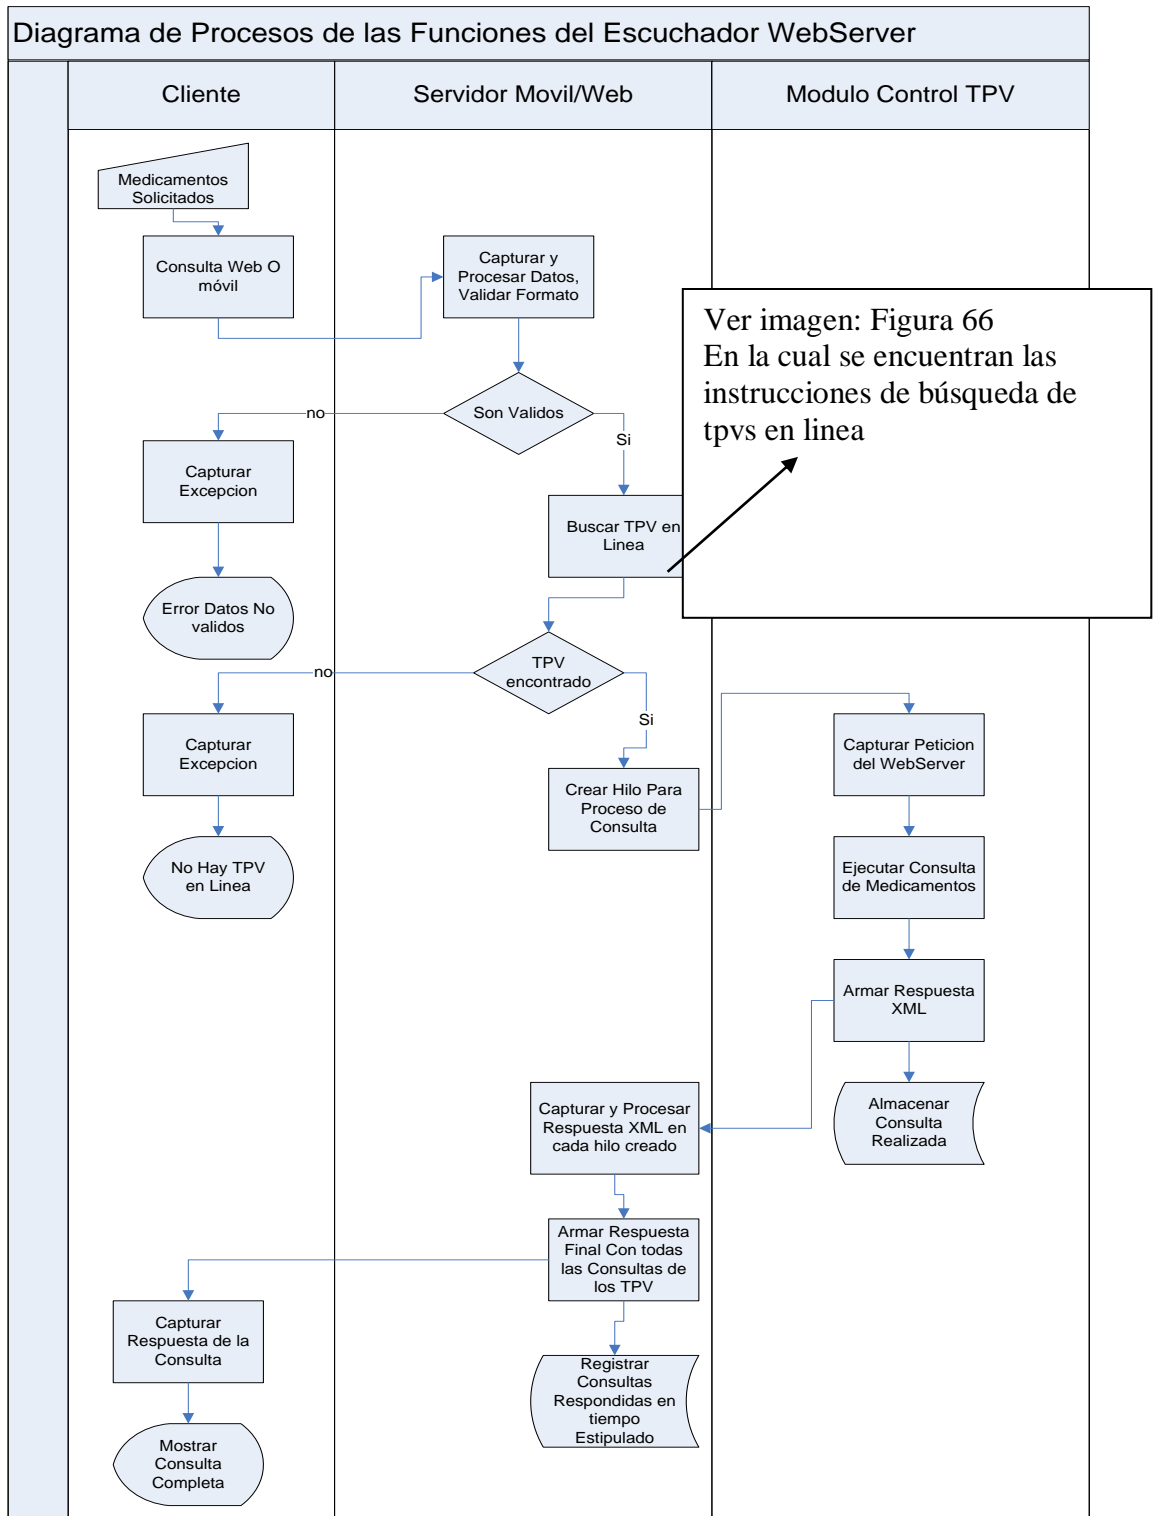 Diagrama de Procesos de las Funciones del Escuchador WebServer
Cliente
Servidor Movil/Web
Modulo Control TPV
Medicamentos
Solicitados
Consulta Web O
móvil
Capturar y
Procesar Datos,
Validar Formato
Ver imagen: Figura 66
En la cual se encuentran las
instrucciones de búsqueda de
tpvs en linea
Son Validos
no
Si
Capturar
Excepcion
Buscar TPV en
Linea
Error Datos No
validos
TPV
encontrado
no
Si
Capturar
Excepcion
Capturar Peticion
del WebServer
Crear Hilo Para
Proceso de
Consulta
No Hay TPV
en Linea
Ejecutar Consulta
de Medicamentos
Armar Respuesta
XML
Capturar y Procesar
Respuesta XML en
cada hilo creado
Almacenar
Consulta
Realizada
Armar Respuesta
Final Con todas
las Consultas de
los TPV
Capturar
Respuesta de la
Consulta
Registrar
Consultas
Respondidas en
tiempo
Estipulado
Mostrar
Consulta
Completa